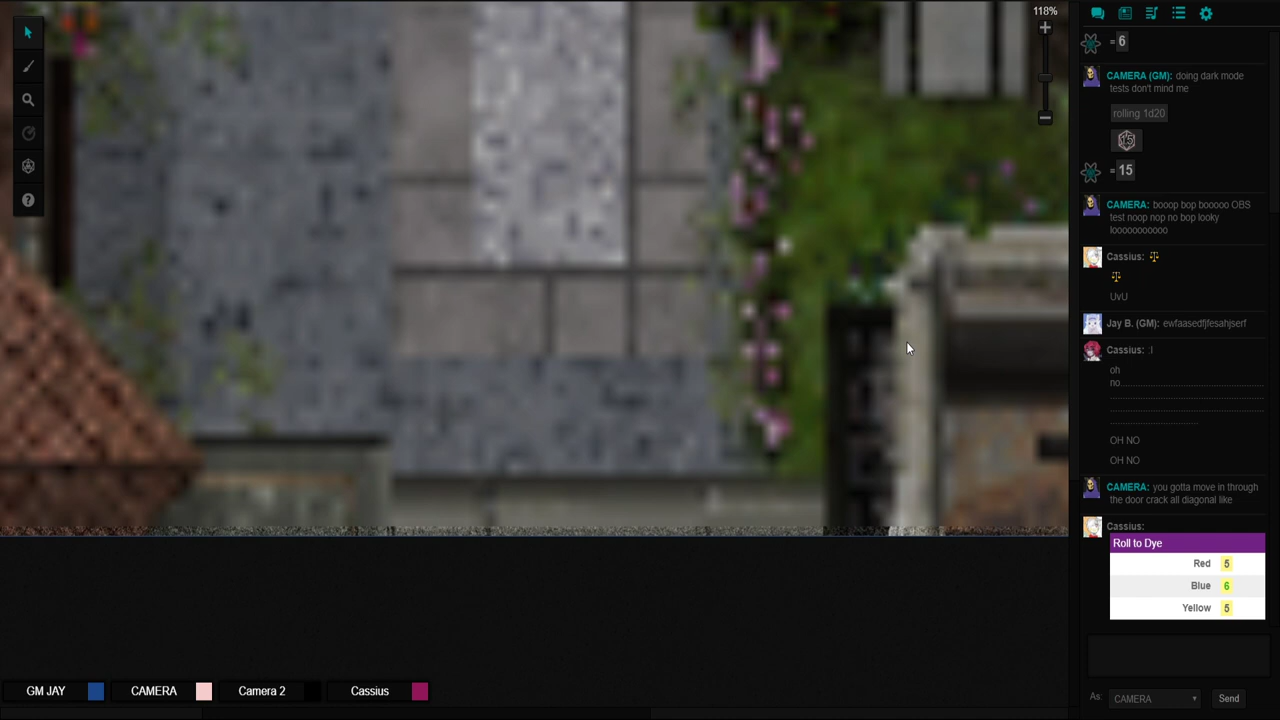 118%
= 6
CAMERA (GM): doing dark mode
tests don't mind me
rolling 1d20
15
= 15
CAMERA: booop bop booooo OBS
test noop nop no bop looky
looooooooooo
Cassius:
UvU
Jay B. (GM): ewfaasedfjfesahjserf
Cassius: :l
oh
no
OH NO
OH NO
CAMERA: you gotta move in through
the door crack all diagonal like
Cassius:
Roll to Dye
Red 5
Blue 6
Yellow 5
GM JAY
CAMERA
Camera 2
Cassius
As: CAMERA
Send